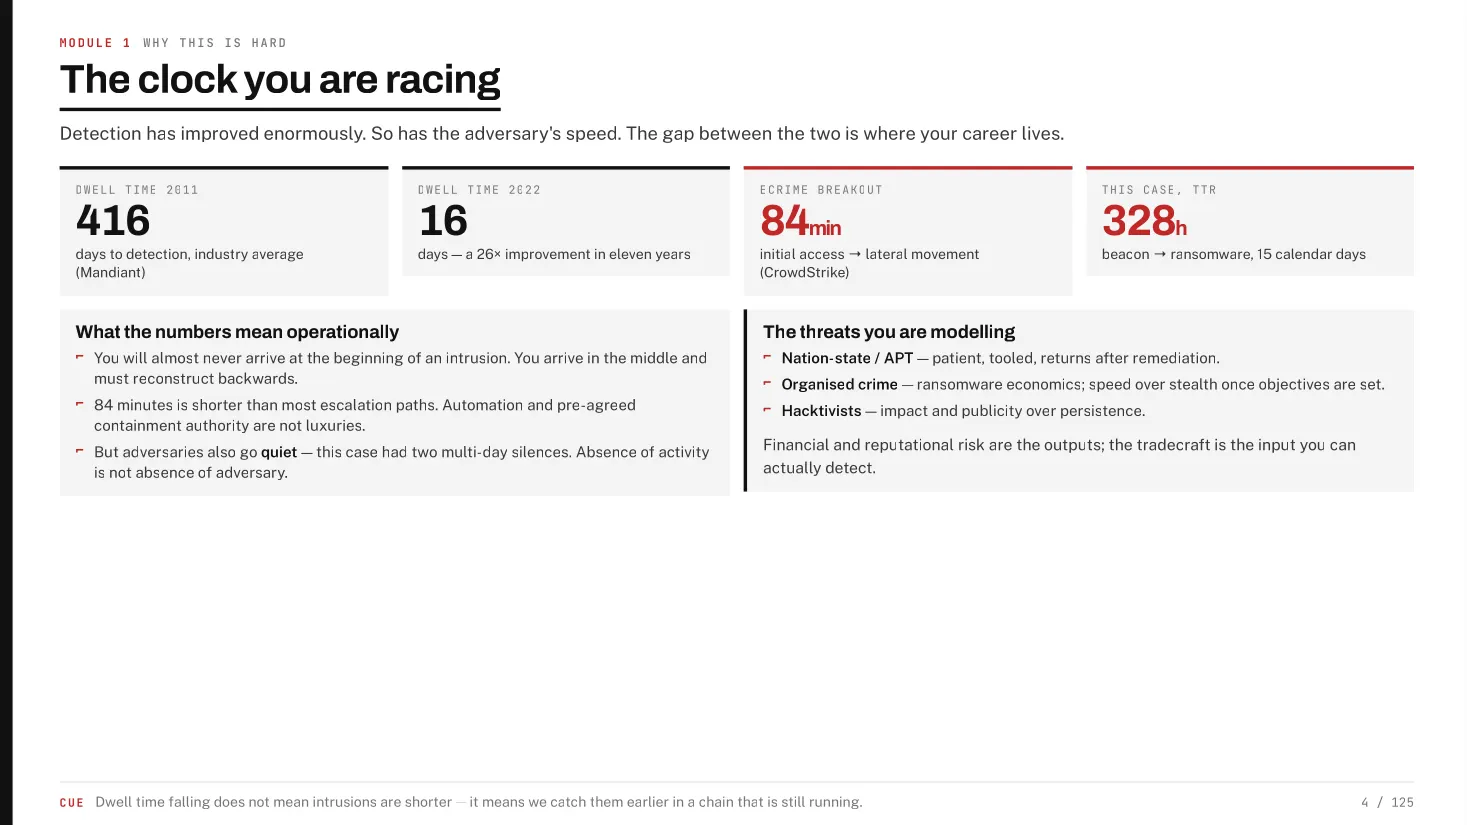 MODULE 1 WHY THIS IS HARD
The clock you are racing
Detection has improved enormously. So has the adversary's speed. The gap between the two is where your career lives.
DWELL TIME 2011
416
days to detection, industry average
(Mandiant)
DWELL TIME 2022
16
days — a 26× improvement in eleven years
ECRIME BREAKOUT
84min
initial access → lateral movement
(CrowdStrike)
THIS CASE, TTR
328h
beacon → ransomware, 15 calendar days
What the numbers mean operationally
⌐ You will almost never arrive at the beginning of an intrusion. You arrive in the middle and
must reconstruct backwards.
⌐ 84 minutes is shorter than most escalation paths. Automation and pre-agreed
containment authority are not luxuries.
⌐ But adversaries also go quiet — this case had two multi-day silences. Absence of activity
is not absence of adversary.
The threats you are modelling
⌐ Nation-state / APT — patient, tooled, returns after remediation.
⌐ Organised crime — ransomware economics; speed over stealth once objectives are set.
⌐ Hacktivists — impact and publicity over persistence.
Financial and reputational risk are the outputs; the tradecraft is the input you can
actually detect.
CUE Dwell time falling does not mean intrusions are shorter — it means we catch them earlier in a chain that is still running.
4 / 125